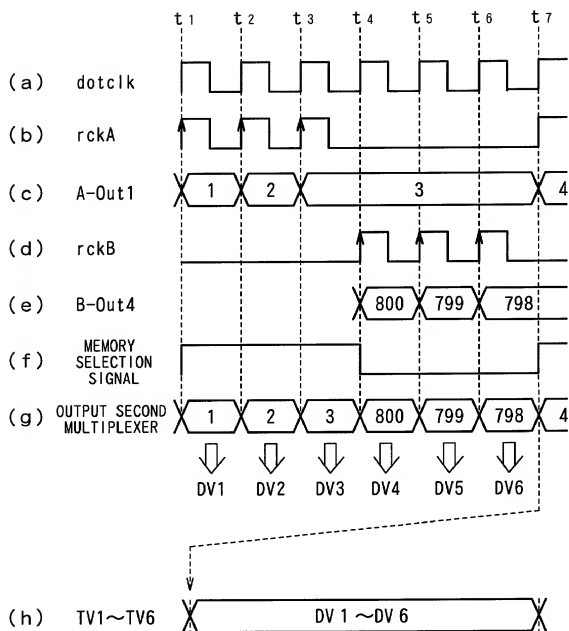 t1 t2 t3 t4 t5 t6 t7
(a) dotclk
(b) rckA
(c) A-Out1 1 2 3 4
(d) rckB
(e) B-Out4 800 799 798
(f) MEMORY
SELECTION
SIGNAL
(g) OUTPUT SECOND
MULTIPLEXER 1 2 3 800 799 798 4
DV1 DV2 DV3 DV4 DV5 DV6
(h) TV1～TV6 DV 1 ～DV 6